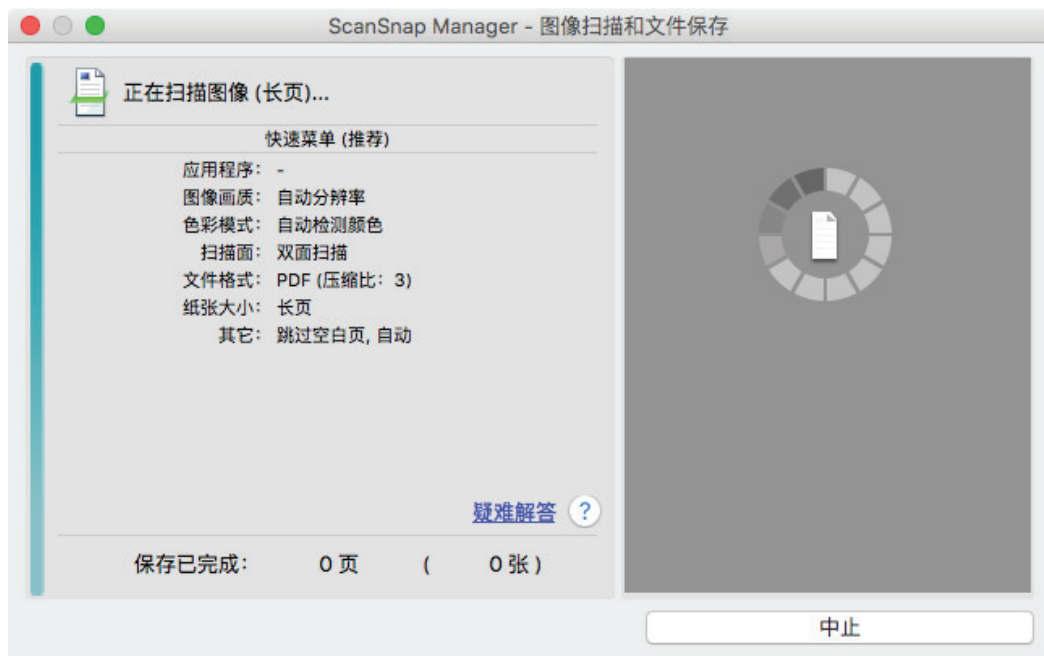 ScanSnap Manager - 图像扫描和文件保存
正在扫描图像 (长页)...
快速菜单 (推荐)
应用程序: -
图像画质: 自动分辨率
色彩模式: 自动检测颜色
扫描面: 双面扫描
文件格式: PDF (压缩比: 3)
纸张大小: 长页
其它: 跳过空白页, 自动
疑难解答 ?
保存已完成: 0 页 ( 0 张 )
中止